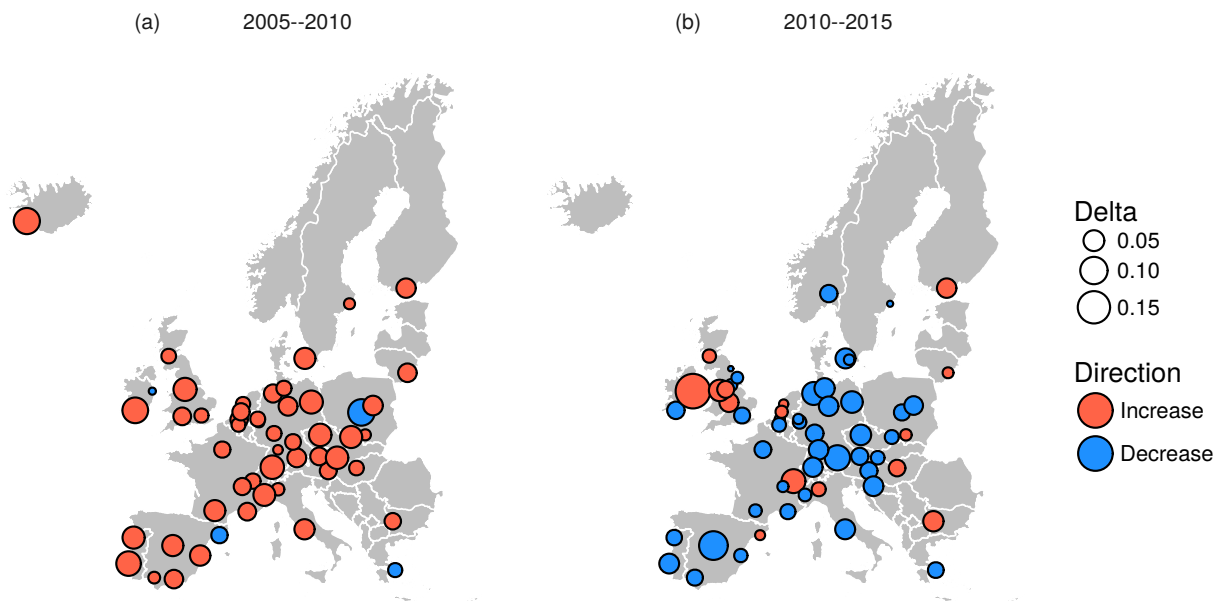 (a) 2005--2010
(b) 2010--2015
Delta
0.05
0.10
0.15
Direction
Increase
Decrease